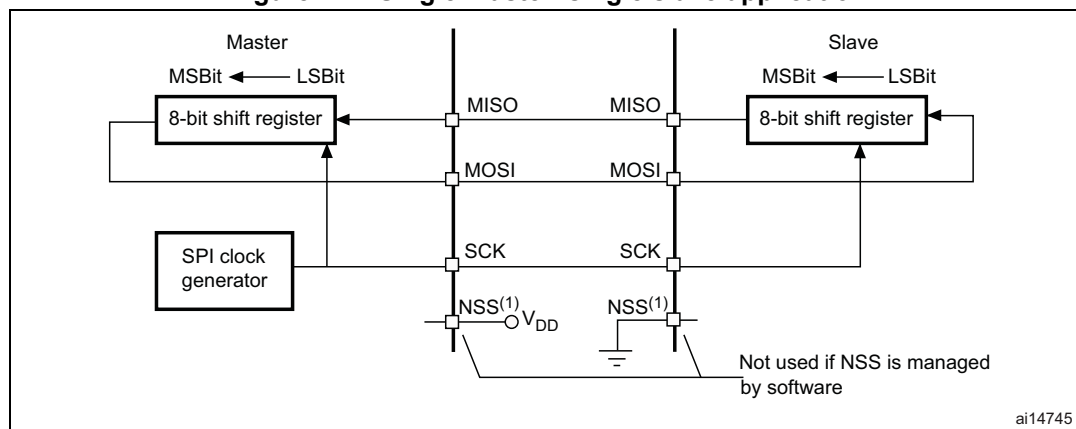 Master
Slave
MSBit LSBit
MSBit LSBit
8-bit shift register
MISO
MISO
8-bit shift register
MOSI
MOSI
SPI clock
generator
SCK
SCK
NSS(1)
VDD
NSS(1)
Not used if NSS is managed
by software
ai14745